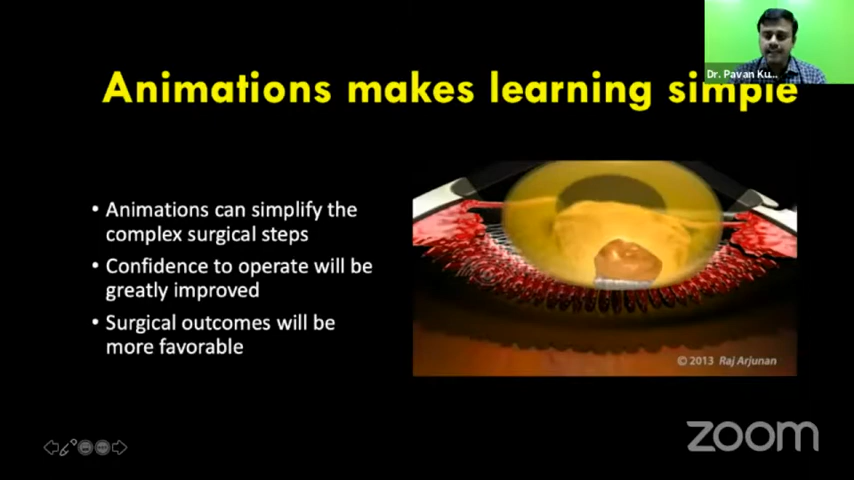 Dr. Pavan Ku...
Animations makes learning simple
• Animations can simplify the
complex surgical steps
• Confidence to operate will be
greatly improved
• Surgical outcomes will be
more favorable
© 2013 Raj Arjunan
zoom